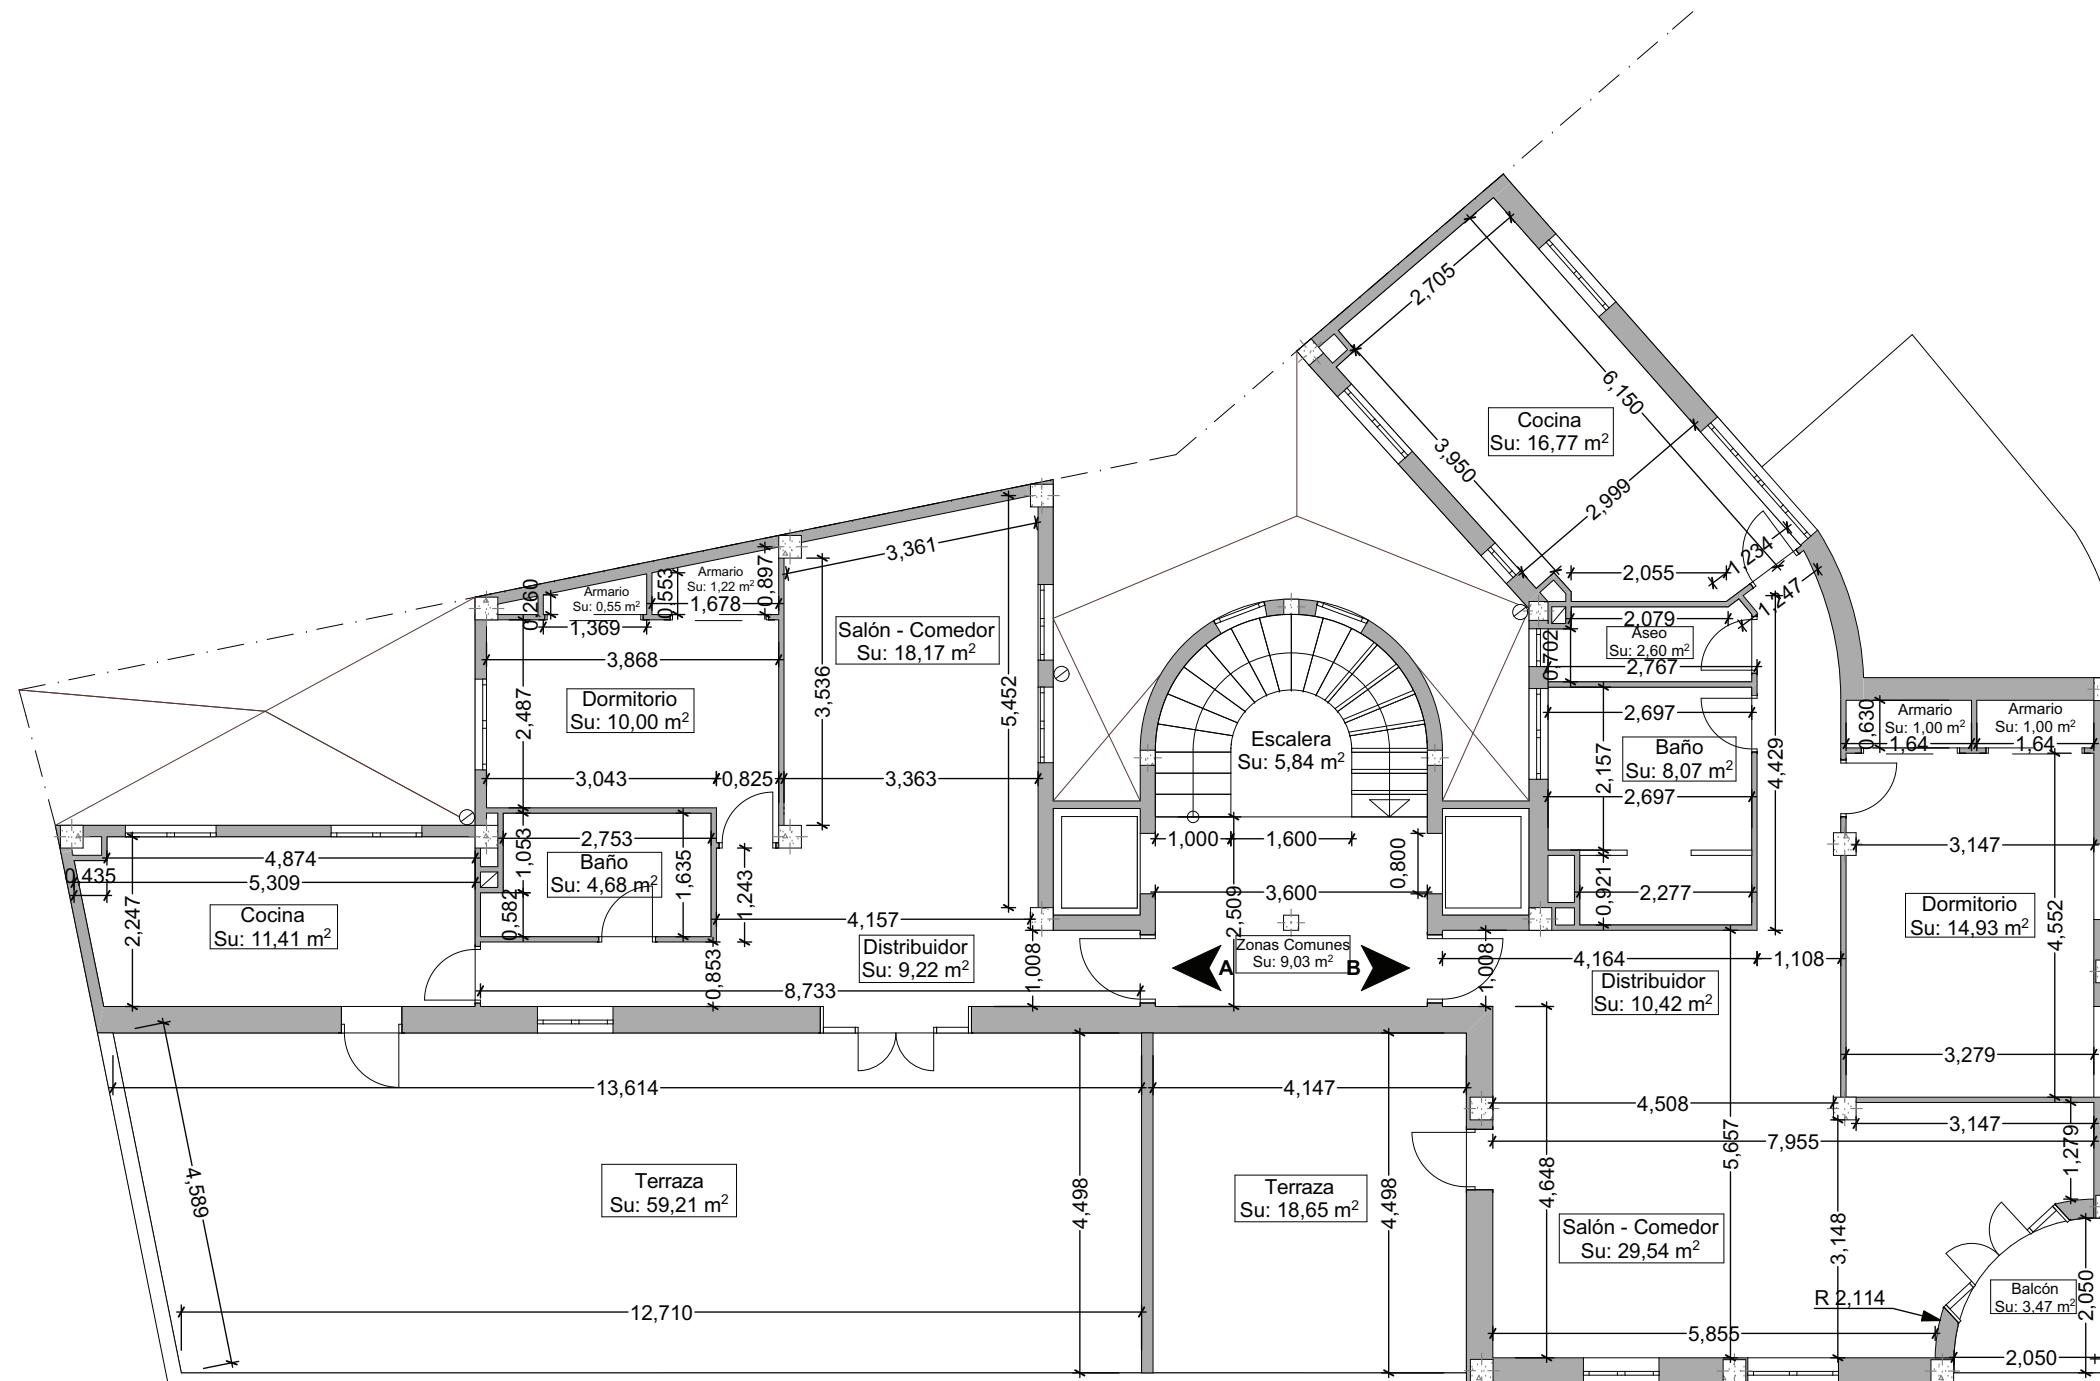 2,705
6,150
Cocina
Su: 16,77 m²
3,950
2,999
1,234
2,055
1,247
2,079
Aseo
Su: 2,60 m²
0,702
2,767
3,361
0,897
Armario
Su: 1,22 m²
0,553
1,678
Armario
Su: 0,55 m²
0,260
1,369
Salón - Comedor
Su: 18,17 m²
3,868
3,536
5,452
2,487
Dormitorio
Su: 10,00 m²
3,043
0,825
3,363
Escalera
Su: 5,84 m²
2,697
2,157
Baño
Su: 8,07 m²
2,697
4,429
0,630
Armario
Su: 1,00 m²
1,64
Armario
Su: 1,00 m²
1,64
1,000
1,600
0,800
3,600
2,509
0,921
2,277
3,147
Dormitorio
Su: 14,93 m²
4,552
3,279
4,874
5,309
0,435
2,247
Cocina
Su: 11,41 m²
1,053
2,753
Baño
Su: 4,68 m²
1,635
0,582
1,243
4,157
Distribuidor
Su: 9,22 m²
1,008
0,853
8,733
Zonas Comunes
Su: 9,03 m²
A
B
1,008
4,164
1,108
Distribuidor
Su: 10,42 m²
13,614
4,147
4,508
3,147
7,955
1,279
5,657
4,648
4,589
Terraza
Su: 59,21 m²
4,498
Terraza
Su: 18,65 m²
4,498
Salón - Comedor
Su: 29,54 m²
3,148
Balcón
Su: 3,47 m²
2,050
R 2,114
12,710
5,855
2,050